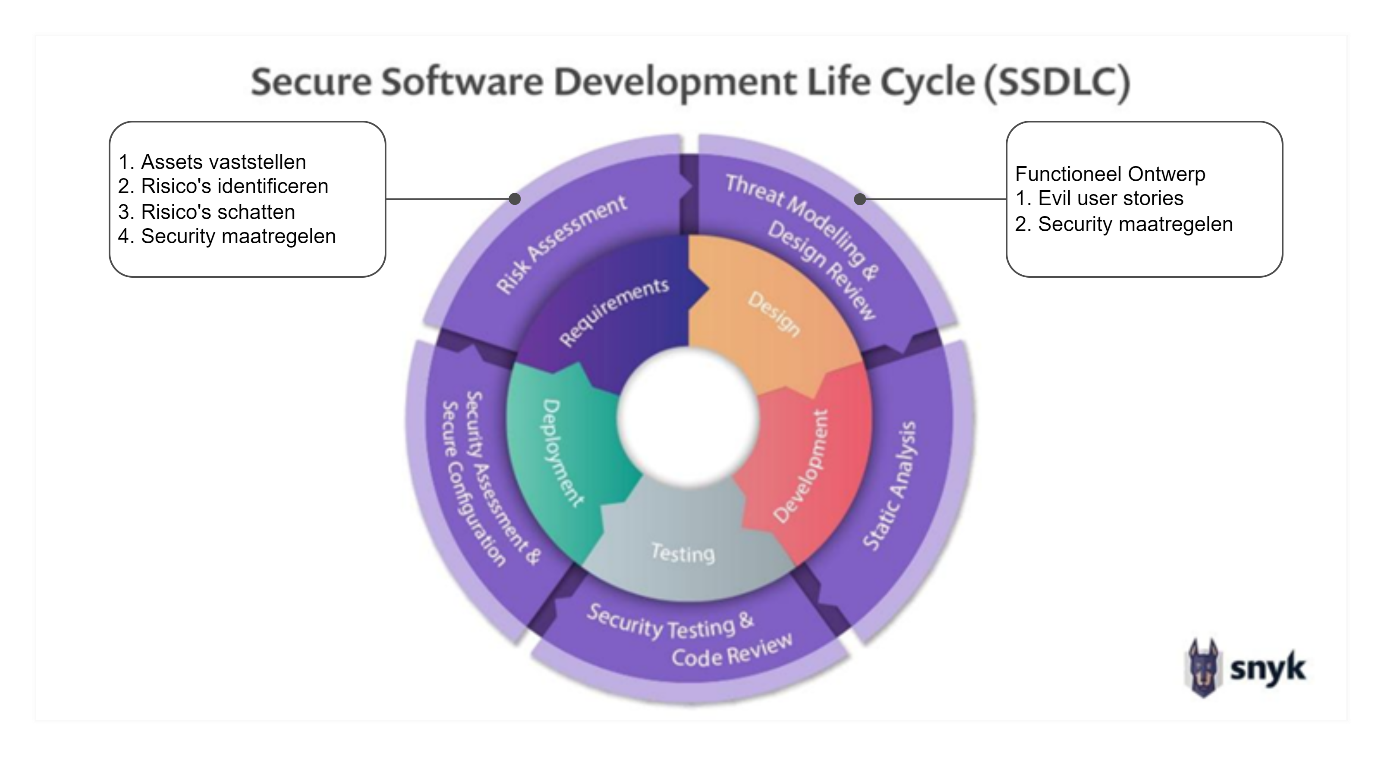 Secure Software Development Life Cycle (SSDLC)
1. Assets vaststellen
2. Risico's identificeren
3. Risico's schatten
4. Security maatregelen
Functioneel Ontwerp
1. Evil user stories
2. Security maatregelen
Risk Assessment
Threat Modelling &
Design Review
Requirements
Design
Security Assessment &
Secure Configuration
Deployment
Development
Static Analysis
Testing
Security Testing &
Code Review
snyk